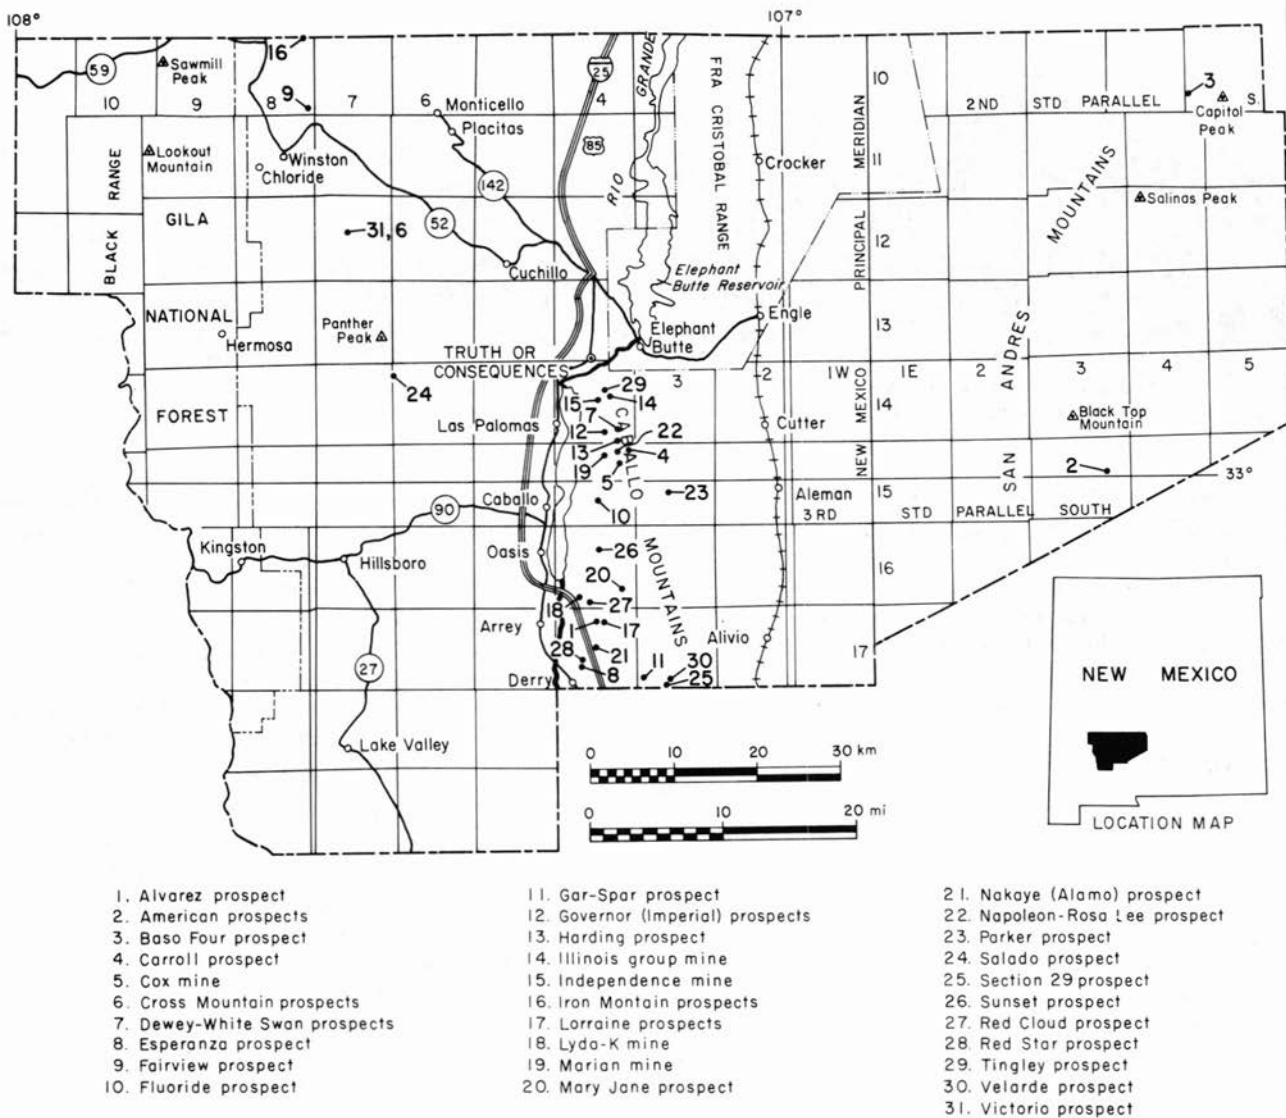 108°
107°
16
59
Sawmill
Peak
10
9
9
8
7
6
Monticello
Placitas
25
4
GRANDE
RIO
85
FRA CRISTOBAL RANGE
10
2ND STD PARALLEL S.
3
Capitol
Peak
NEW MEXICO PRINCIPAL MERIDIAN
11
Crocker
Lookout
Mountain
Winston
Chloride
142
52
BLACK RANGE
GILA
31,6
Cuchillo
12
Salinas Peak
SAN ANDRES MOUNTAINS
Elephant
Butte Reservoir
NATIONAL
Hermosa
Panther
Peak
Elephant
Butte
Engle
13
TRUTH OR
CONSEQUENCES
3
2
1W
1E
2
3
4
5
24
FOREST
29
15
14
7
12
22
13
4
19
5
Las Palomas
CABALLO MOUNTAINS
Cutter
14
Black Top
Mountain
2
33°
23
Aleman
15
3RD STD PARALLEL SOUTH
Caballo
10
90
Kingston
Hillsboro
Oasis
26
16
20
18
27
Arrey
1
17
Alivio
17
28
21
27
Derry
8
11
30
25
Lake Valley
0 10 20 30 km
0 10 20 mi
NEW MEXICO
LOCATION MAP
1. Alvarez prospect
2. American prospects
3. Baso Four prospect
4. Carroll prospect
5. Cox mine
6. Cross Mountain prospects
7. Dewey-White Swan prospects
8. Esperanza prospect
9. Fairview prospect
10. Fluoride prospect
11. Gar-Spar prospect
12. Governor (Imperial) prospects
13. Harding prospect
14. Illinois group mine
15. Independence mine
16. Iron Montain prospects
17. Lorraine prospects
18. Lyda-K mine
19. Marian mine
20. Mary Jane prospect
21. Nakaye (Alamo) prospect
22. Napoleon-Rosa Lee prospect
23. Parker prospect
24. Salado prospect
25. Section 29 prospect
26. Sunset prospect
27. Red Cloud prospect
28. Red Star prospect
29. Tingley prospect
30. Velarde prospect
31. Victorio prospect